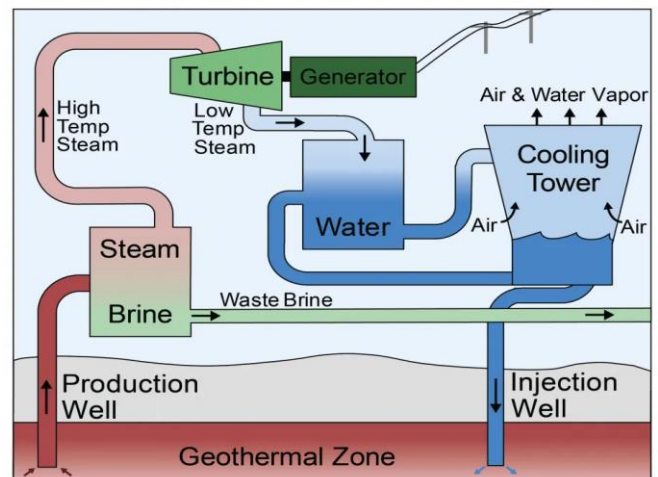 Turbine
Generator
High
Temp
Steam
Low
Temp
Steam
Air & Water Vapor
Cooling
Tower
Water
Air
Air
Steam
Brine
Waste Brine
Production
Well
Injection
Well
Geothermal Zone